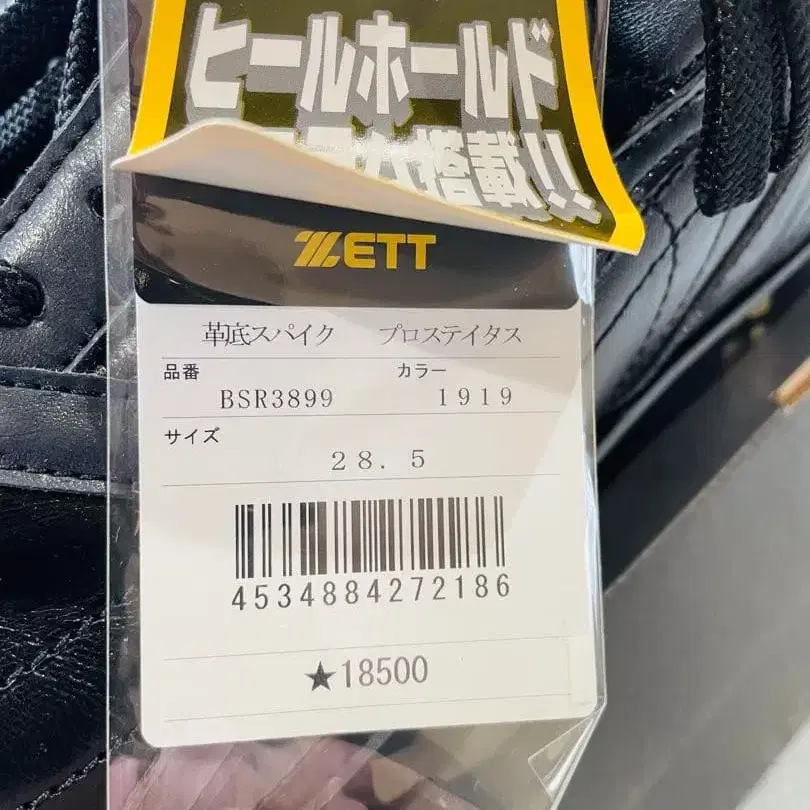 ヒールホールド
搭載!!
ZETT
革底スパイク プロステイタス
品番 カラー
BSR3899 1919
サイズ
28.5
4534884272186
★18500